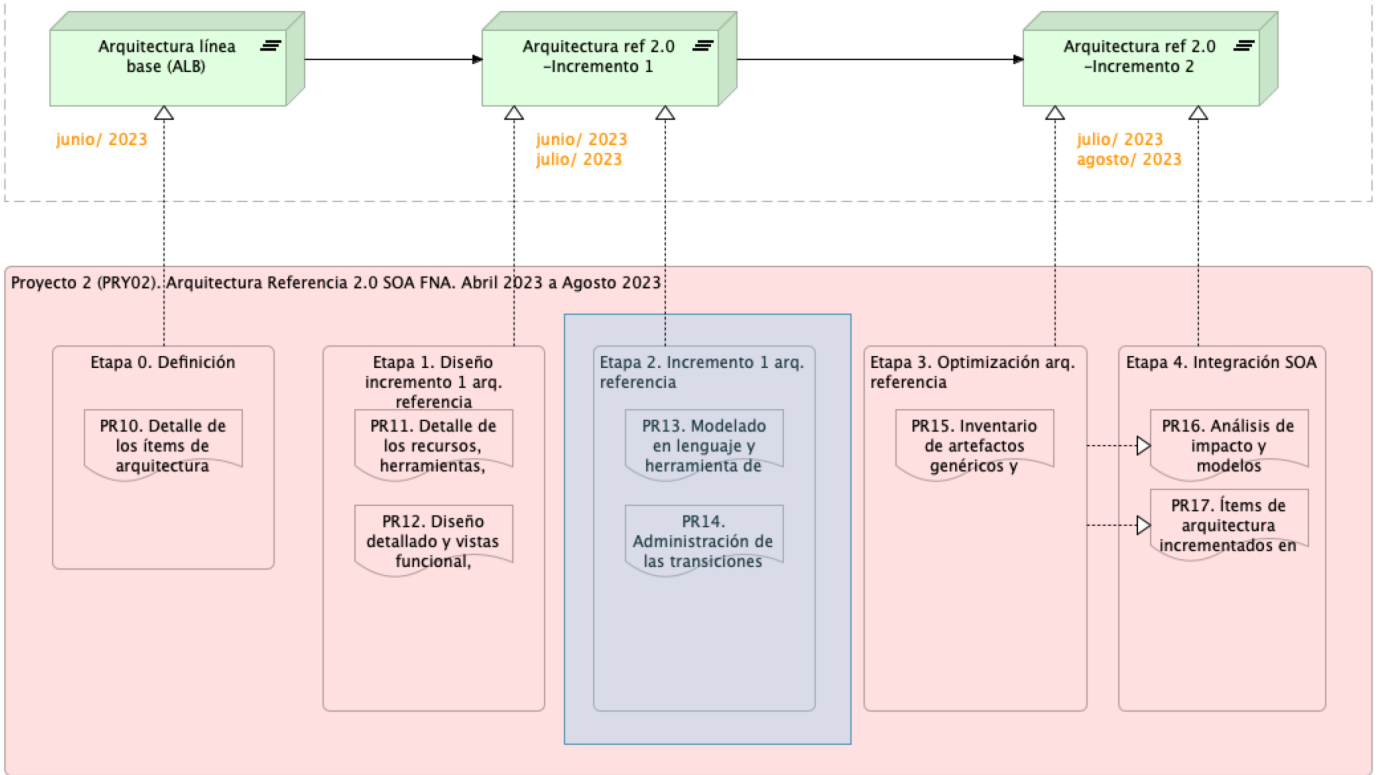 Arquitectura línea
base (ALB)
Arquitectura ref 2.0
-Incremento 1
Arquitectura ref 2.0
-Incremento 2
junio/ 2023
junio/ 2023
julio/ 2023
julio/ 2023
agosto/ 2023
Proyecto 2 (PRY02). Arquitectura Referencia 2.0 SOA FNA. Abril 2023 a Agosto 2023
Etapa 0. Definición
PR10. Detalle de
los ítems de
arquitectura
Etapa 1. Diseño
incremento 1 arq.
referencia
PR11. Detalle de
los recursos,
herramientas,
PR12. Diseño
detallado y vistas
funcional,
Etapa 2. Incremento 1 arq.
referencia
PR13. Modelado
en lenguaje y
herramienta de
PR14.
Administración de
las transiciones
Etapa 3. Optimización arq.
referencia
PR15. Inventario
de artefactos
genéricos y
Etapa 4. Integración SOA
PR16. Análisis de
impacto y
modelos
PR17. Ítems de
arquitectura
incrementados en